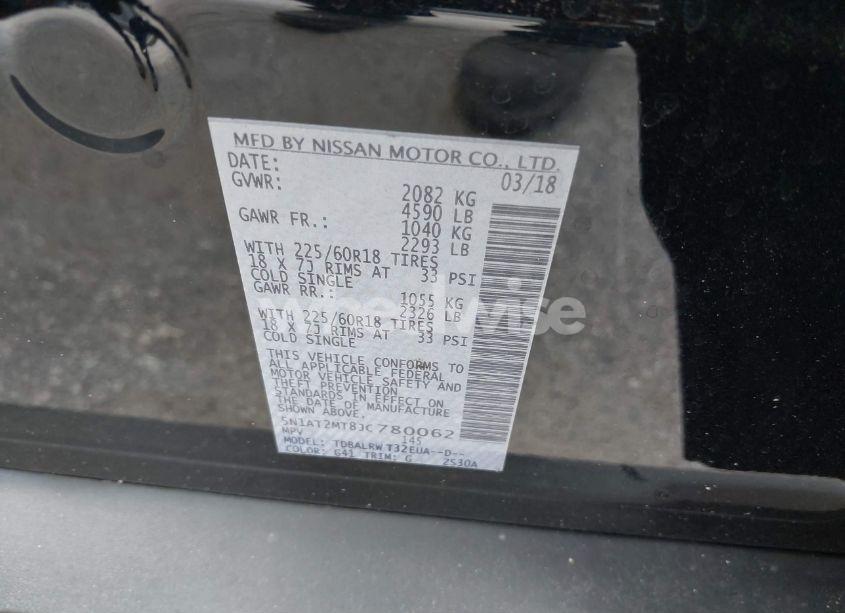 MFD BY NISSAN MOTOR CO., LTD.
DATE: 03/18
GVWR: 2082 KG
4590 LB
GAWR FR.: 1040 KG
2293 LB
WITH 225/60R18 TIRES
18 X 7J RIMS AT 33 PSI
COLD SINGLE
GAWR RR.: 1055 KG
2326 LB
WITH 225/60R18 TIRES
18 X 7J RIMS AT 33 PSI
COLD SINGLE
THIS VEHICLE CONFORMS TO
ALL APPLICABLE FEDERAL
MOTOR VEHICLE SAFETY AND
THEFT PREVENTION
STANDARDS IN EFFECT ON
THE DATE OF MANUFACTURE
SHOWN ABOVE.
5N1AT2MT8JC780062
MPV 145
MODEL: TDBALRW T32EUA--D--
COLOR: G41 TRIM: G 2S30A